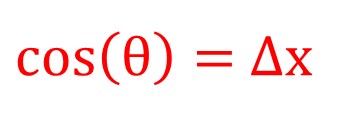 cos(θ) = Δx